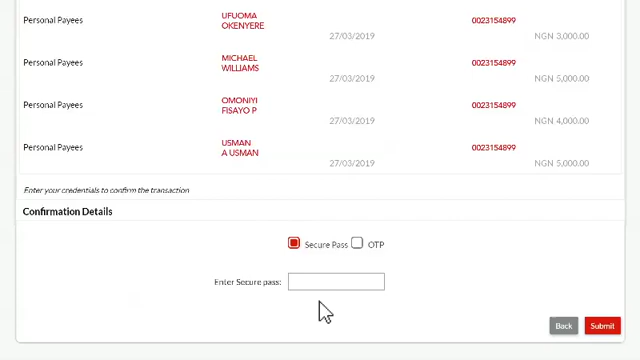 Personal Payees UFUOMA 0023154899
OKENYERE
27/03/2019 NGN 3,000.00
Personal Payees MICHAEL 0023154899
WILLIAMS
27/03/2019 NGN 5,000.00
Personal Payees OMONIYI 0023154899
FISAYO P
27/03/2019 NGN 4,000.00
Personal Payees USMAN 0023154899
A USMAN
27/03/2019 NGN 5,000.00
Enter your credentials to confirm the transaction
Confirmation Details
Secure Pass OTP
Enter Secure pass:
Back Submit